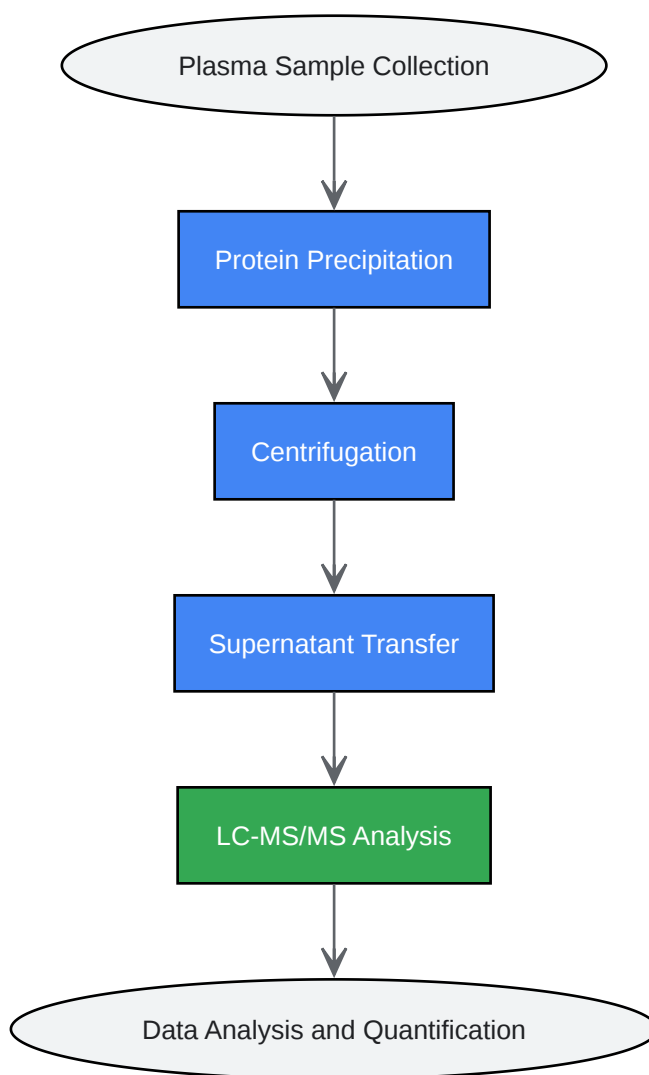 Plasma Sample Collection
Protein Precipitation
Centrifugation
Supernatant Transfer
LC-MS/MS Analysis
Data Analysis and Quantification